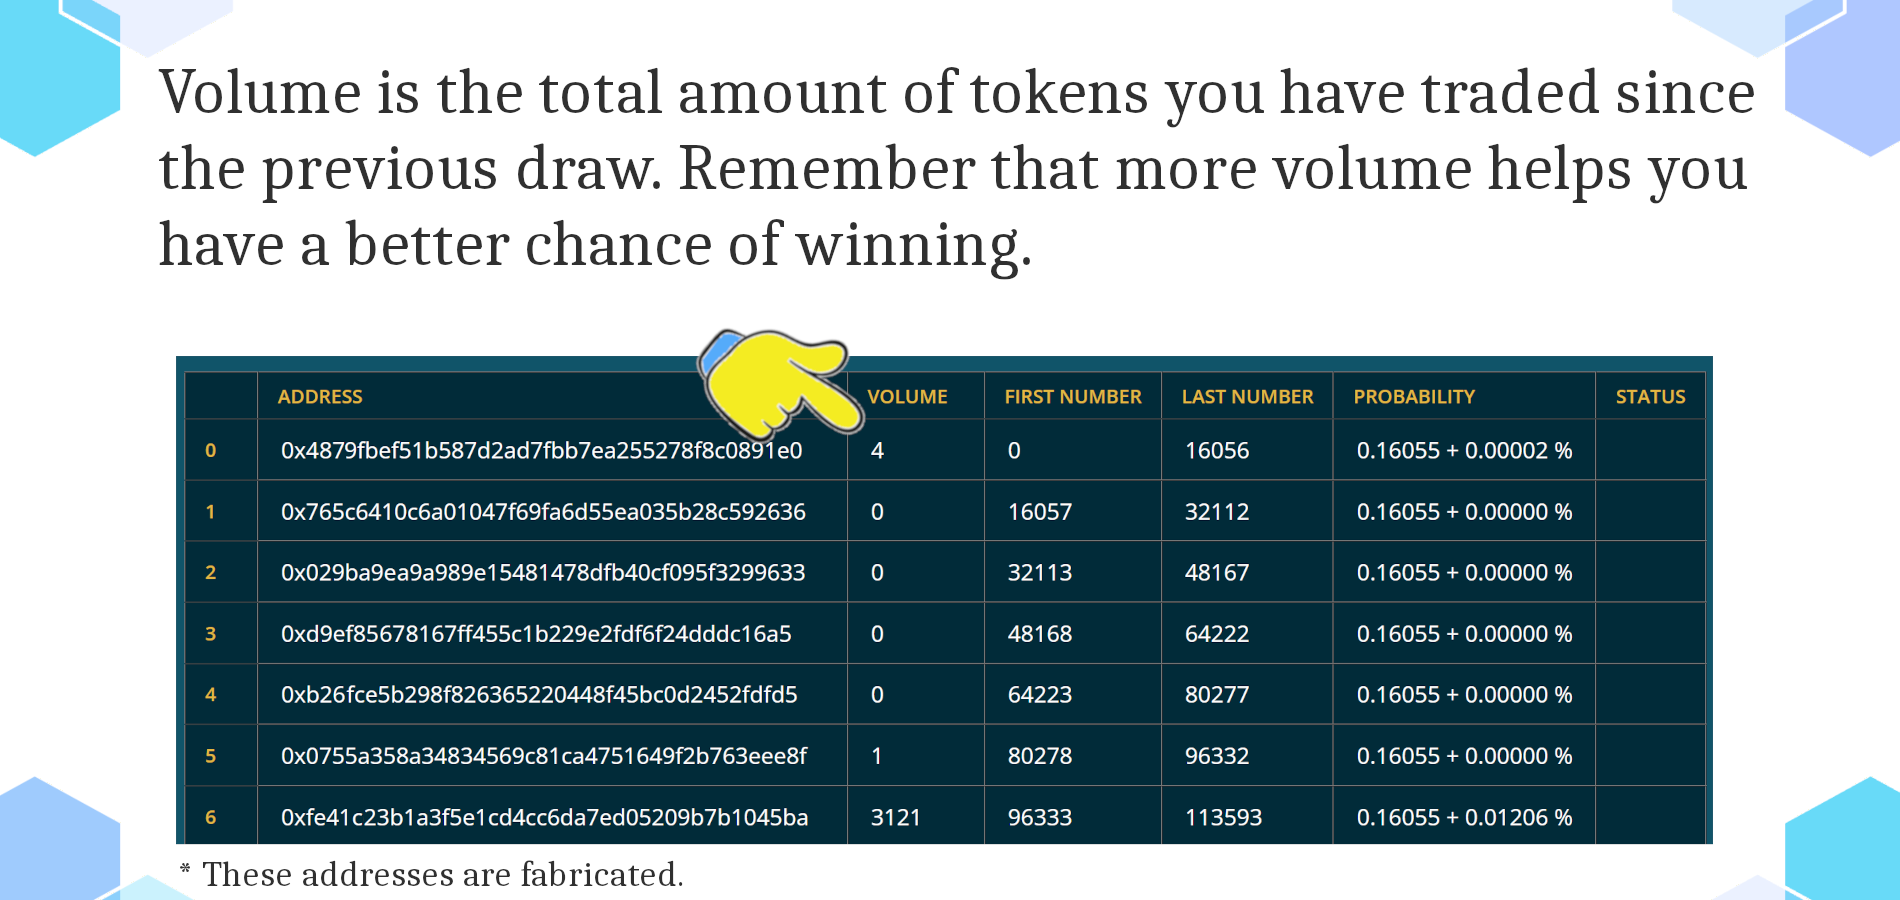 Volume is the total amount of tokens you have traded since
the previous draw. Remember that more volume helps you
have a better chance of winning.
ADDRESS VOLUME FIRST NUMBER LAST NUMBER PROBABILITY STATUS
0 0x4879fbef51b587d2ad7fbb7ea255278f8c0891e0 4 0 16056 0.16055 + 0.00002 %
1 0x765c6410c6a01047f69fa6d55ea035b28c592636 0 16057 32112 0.16055 + 0.00000 %
2 0x029ba9ea9a989e15481478dfb40cf095f3299633 0 32113 48167 0.16055 + 0.00000 %
3 0xd9ef85678167ff455c1b229e2fdf6f24dddc16a5 0 48168 64222 0.16055 + 0.00000 %
4 0xb26fce5b298f826365220448f45bc0d2452fdfd5 0 64223 80277 0.16055 + 0.00000 %
5 0x0755a358a34834569c81ca4751649f2b763eee8f 1 80278 96332 0.16055 + 0.00000 %
6 0xfe41c23b1a3f5e1cd4cc6da7ed05209b7b1045ba 3121 96333 113593 0.16055 + 0.01206 %
* These addresses are fabricated.